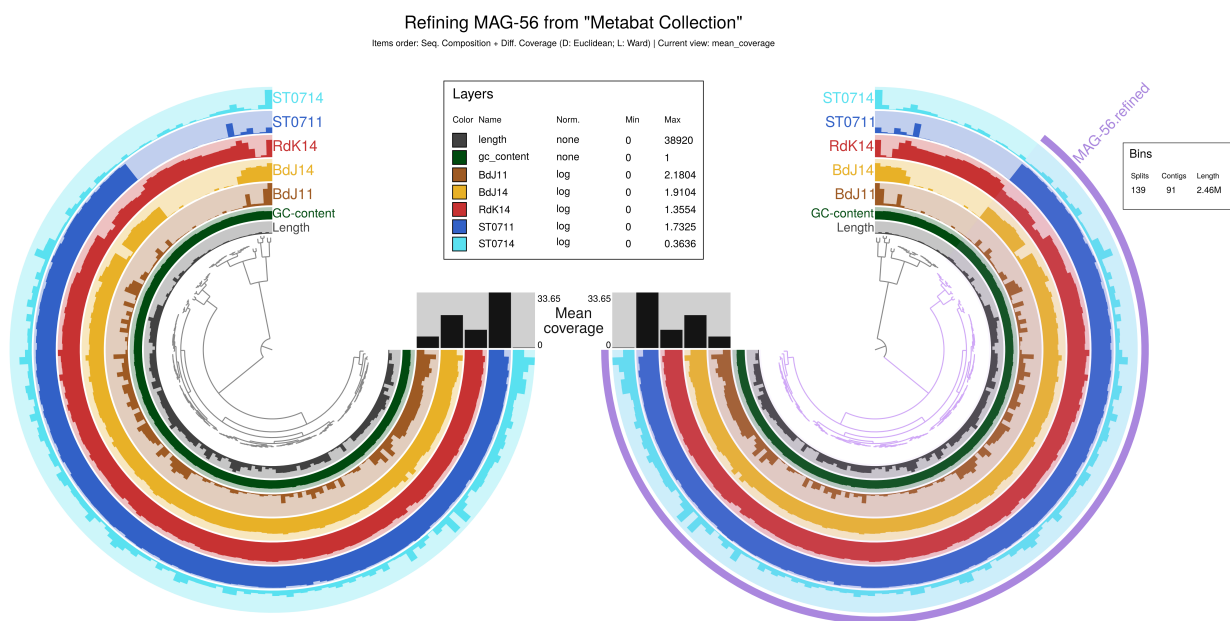 Refining MAG-56 from "Metabat Collection"
Items order: Seq. Composition + Diff. Coverage (D: Euclidean; L: Ward) | Current view: mean_coverage
ST0714
ST0711
RdK14
BdJ14
BdJ11
GC-content
Length
Layers
Color Name Norm. Min Max
length none 0 38920
gc_content none 0 1
BdJ11 log 0 2.1804
BdJ14 log 0 1.9104
RdK14 log 0 1.3554
ST0711 log 0 1.7325
ST0714 log 0 0.3636
33.65
0
Mean
coverage
33.65
0
ST0714
ST0711
RdK14
BdJ14
BdJ11
GC-content
Length
MAG-56.refined
Bins
Splits Contigs Length
139 91 2.46M